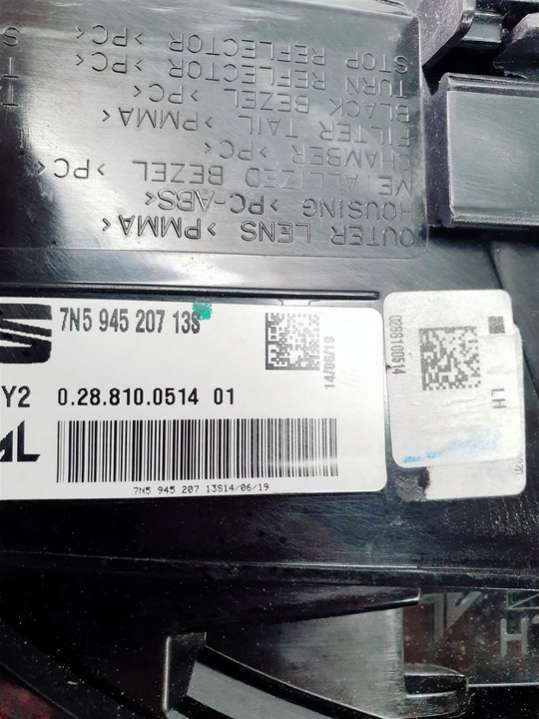 OUTER LENS >PMMA<
HOUSING >PC-ABS<
METALLIZED BEZEL >PC<
CHAMBER >PC<
FILTER TAIL >PMMA<
BLACK BEZEL >PC<
TURN REFLECTOR >PC<
STOP REFLECTOR >PC<
7N5 945 207 13S
14/06/19
Y2 0.28.810.0514 01
7N5 945 207 13S14/06/19
0288100514
LH